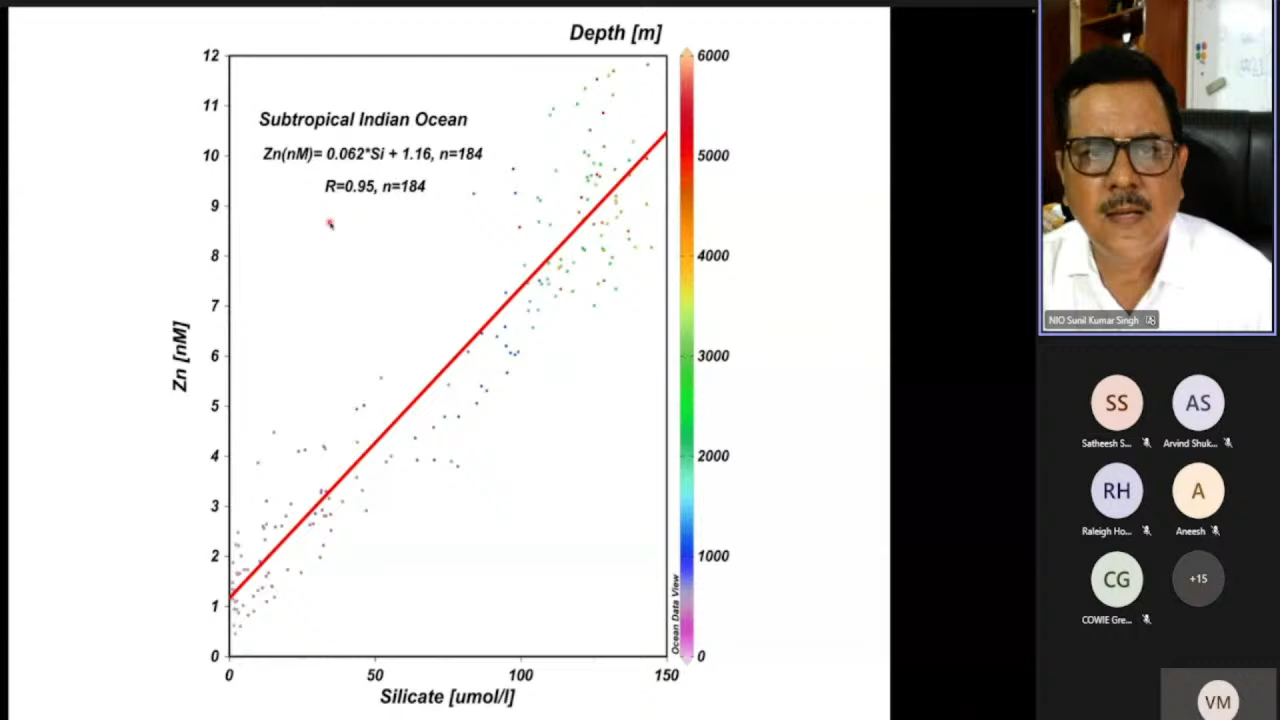 Depth [m]
12
11
10
9
8
7
6
5
4
3
2
1
0
Zn [nM]
Subtropical Indian Ocean
Zn(nM)= 0.062*Si + 1.16, n=184
R=0.95, n=184
0
50
100
150
Silicate [umol/l]
6000
5000
4000
3000
2000
1000
0
Ocean Data View
NIO Sunil Kumar Singh
SS
AS
Satheesh S...
Arvind Shuk...
RH
A
Raleigh Ho...
Aneesh
CG
+15
COWIE Gre...
VM